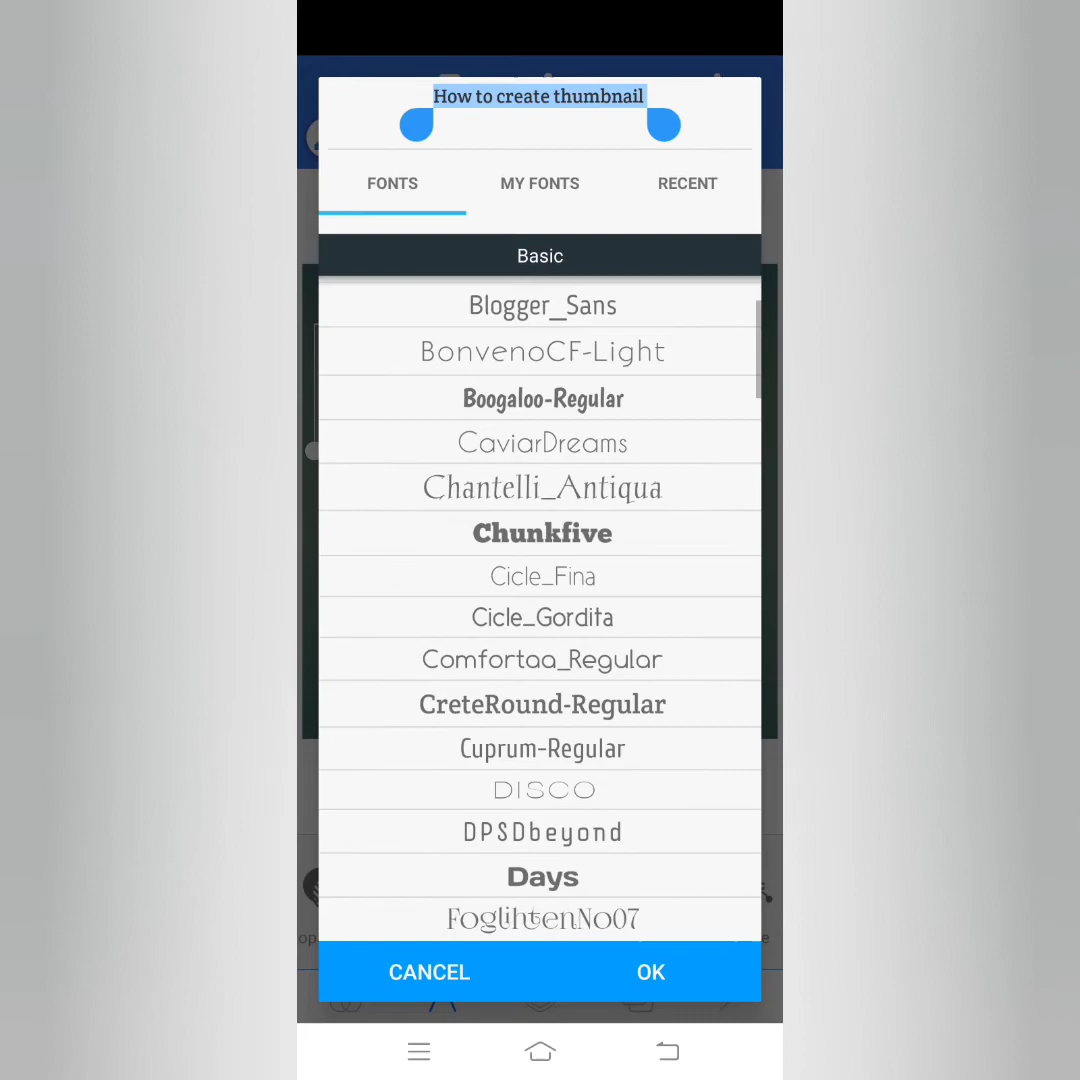 How to create thumbnail
FONTS
MY FONTS
RECENT
Basic
Blogger_Sans
BonvenoCF-Light
Boogaloo-Regular
CaviarDreams
Chantelli_Antiqua
Chunkfive
Cicle_Fina
Cicle_Gordita
Comfortaa_Regular
CreteRound-Regular
Cuprum-Regular
DISCO
DPSDbeyond
Days
FoglihtenNo07
CANCEL
OK